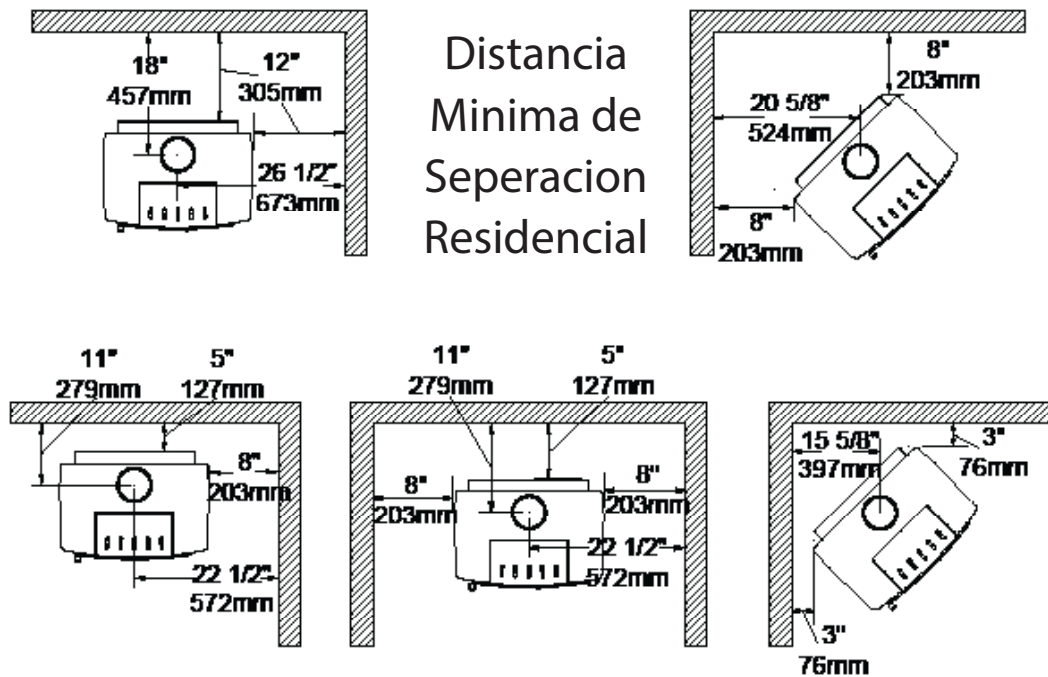 18" 12"
457mm 305mm
26 1/2"
673mm
Distancia
Minima de
Seperacion
Residencial
8"
203mm
20 5/8"
524mm
8"
203mm
11" 5"
279mm 127mm
8"
203mm
22 1/2"
572mm
11" 5"
279mm 127mm
8" 8"
203mm 203mm
22 1/2"
572mm
15 5/8" 3"
397mm 76mm
3"
76mm